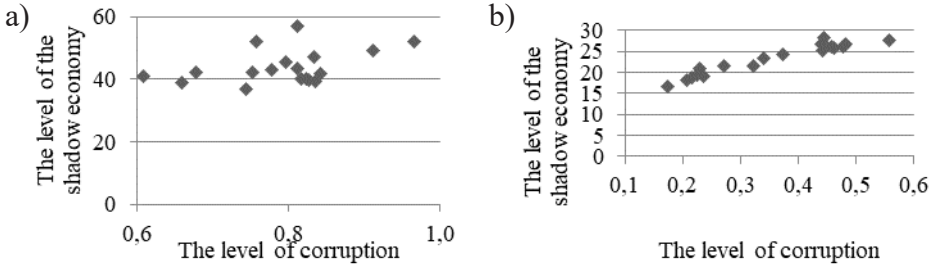 a)
The level of the
shadow economy
60
40
20
0
0,6
0,8
1,0
The level of corruption
b)
The level of the
shadow economy
30
25
20
15
10
5
0
0,1
0,2
0,3
0,4
0,5
0,6
The level of corruption